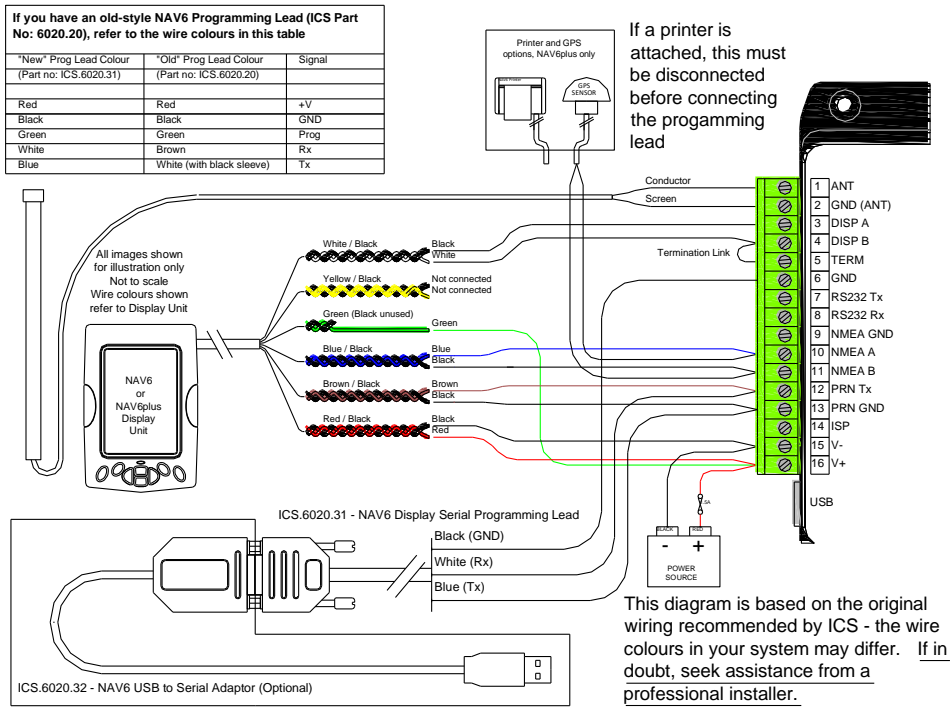 If you have an old-style NAV6 Programming Lead (ICS Part
No: 6020.20), refer to the wire colours in this table
"New" Prog Lead Colour "Old" Prog Lead Colour Signal
(Part no: ICS.6020.31) (Part no: ICS.6020.20)
Red Red +V
Black Black GND
Green Green Prog
White Brown Rx
Blue White (with black sleeve) Tx
Printer and GPS
options, NAV6plus only
GPS
SENSOR
If a printer is
attached, this must
be disconnected
before connecting
the progamming
lead
Conductor
Screen
Termination Link
1 ANT
2 GND (ANT)
3 DISP A
4 DISP B
5 TERM
6 GND
7 RS232 Tx
8 RS232 Rx
9 NMEA GND
10 NMEA A
11 NMEA B
12 PRN Tx
13 PRN GND
14 ISP
15 V-
16 V+
USB
All images shown
for illustration only
Not to scale
Wire colours shown
refer to Display Unit
NAV6
or
NAV6plus
Display
Unit
White / Black
Black
White
Yellow / Black
Not connected
Not connected
Green (Black unused)
Green
Blue / Black
Blue
Black
Brown / Black
Brown
Black
Red / Black
Black
Red
5A
BLACK RED
- +
POWER
SOURCE
ICS.6020.31 - NAV6 Display Serial Programming Lead
Black (GND)
White (Rx)
Blue (Tx)
ICS.6020.32 - NAV6 USB to Serial Adaptor (Optional)
This diagram is based on the original
wiring recommended by ICS - the wire
colours in your system may differ. If in
doubt, seek assistance from a
professional installer.